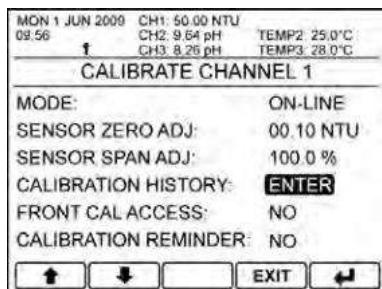 MON 1 JUN 2009 CH1: 50.00 NTU
09:56 CH2: 9.64 pH TEMP2: 25.0°C
CH3: 8.26 pH TEMP3: 28.0°C
CALIBRATE CHANNEL 1
MODE: ON-LINE
SENSOR ZERO ADJ: 00.10 NTU
SENSOR SPAN ADJ: 100.0 %
CALIBRATION HISTORY: ENTER
FRONT CAL ACCESS: NO
CALIBRATION REMINDER: NO
EXIT